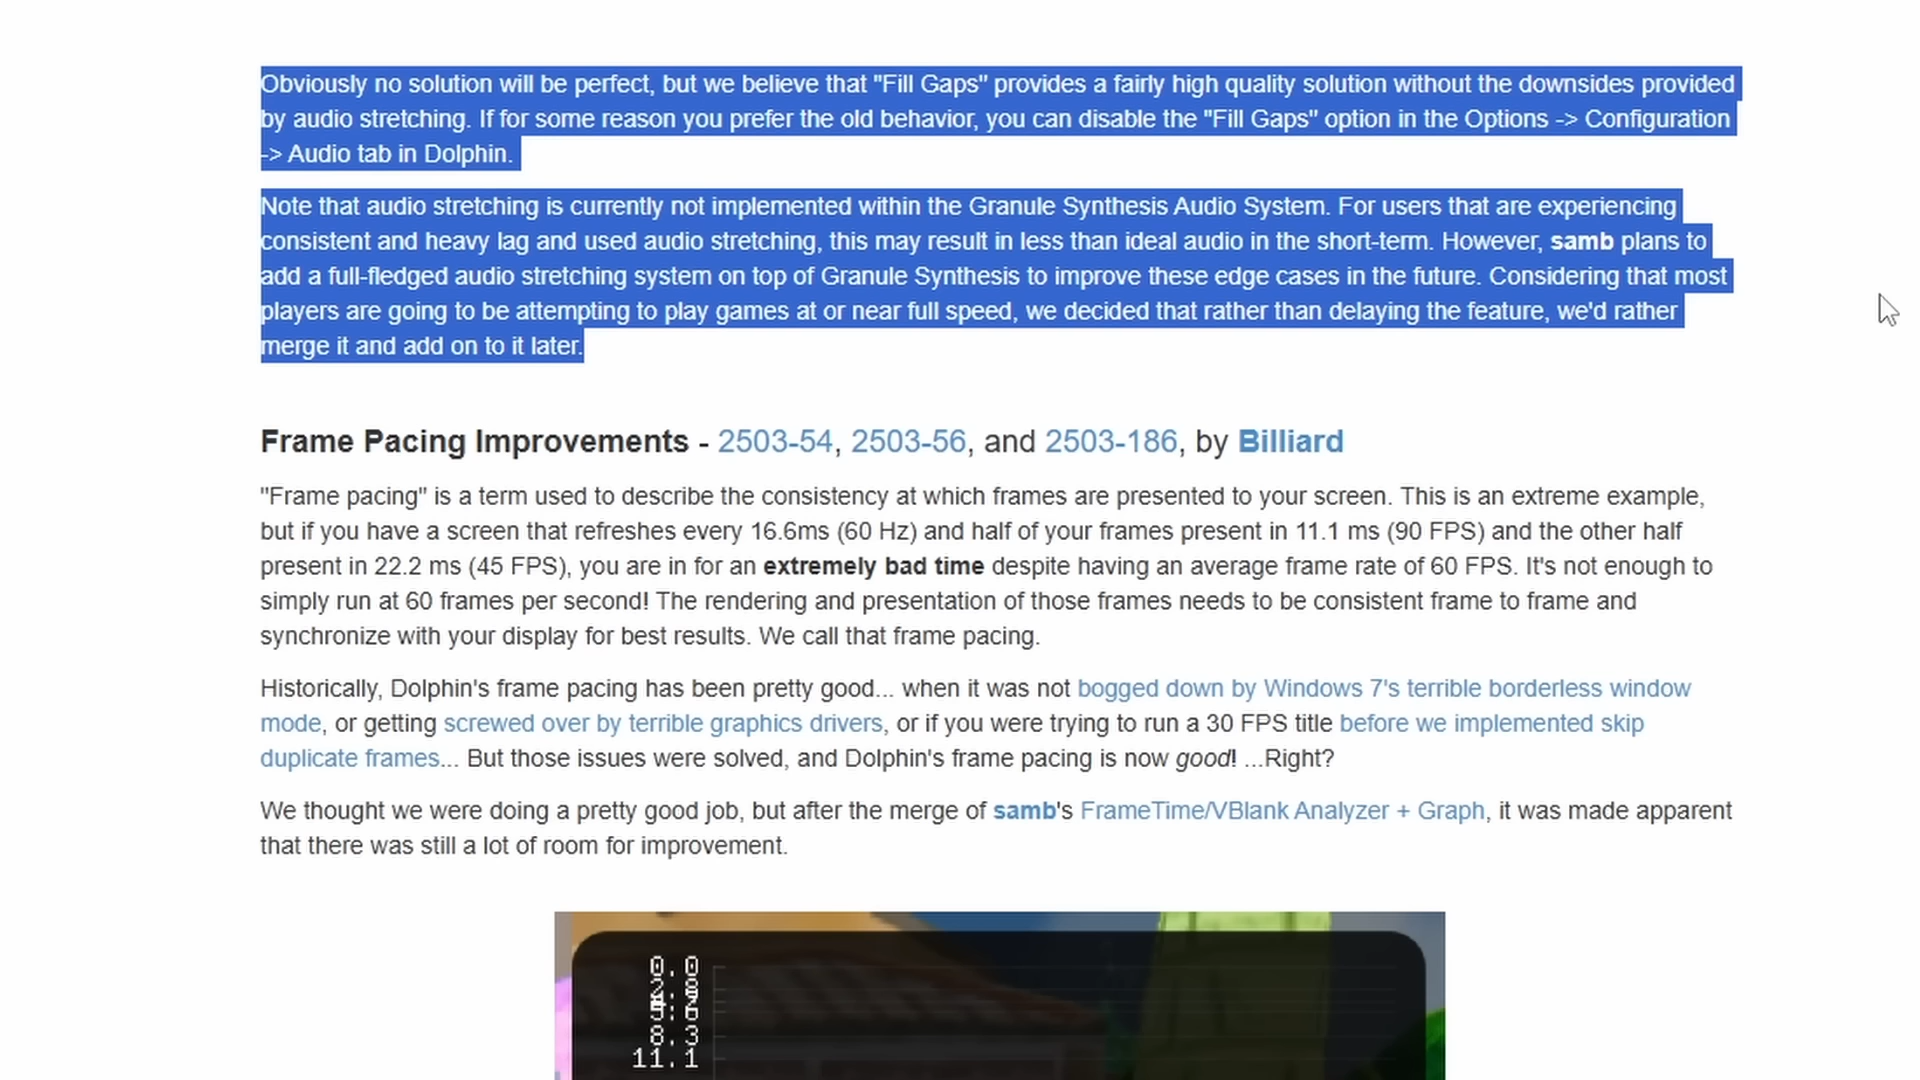 Obviously no solution will be perfect, but we believe that "Fill Gaps" provides a fairly high quality solution without the downsides provided
by audio stretching. If for some reason you prefer the old behavior, you can disable the "Fill Gaps" option in the Options -> Configuration
-> Audio tab in Dolphin.
Note that audio stretching is currently not implemented within the Granule Synthesis Audio System. For users that are experiencing
consistent and heavy lag and used audio stretching, this may result in less than ideal audio in the short-term. However, samb plans to
add a full-fledged audio stretching system on top of Granule Synthesis to improve these edge cases in the future. Considering that most
players are going to be attempting to play games at or near full speed, we decided that rather than delaying the feature, we'd rather
merge it and add on to it later.
Frame Pacing Improvements - 2503-54, 2503-56, and 2503-186, by Billiard
"Frame pacing" is a term used to describe the consistency at which frames are presented to your screen. This is an extreme example,
but if you have a screen that refreshes every 16.6ms (60 Hz) and half of your frames present in 11.1 ms (90 FPS) and the other half
present in 22.2 ms (45 FPS), you are in for an extremely bad time despite having an average frame rate of 60 FPS. It's not enough to
simply run at 60 frames per second! The rendering and presentation of those frames needs to be consistent frame to frame and
synchronize with your display for best results. We call that frame pacing.
Historically, Dolphin's frame pacing has been pretty good... when it was not bogged down by Windows 7's terrible borderless window
mode, or getting screwed over by terrible graphics drivers, or if you were trying to run a 30 FPS title before we implemented skip
duplicate frames... But those issues were solved, and Dolphin's frame pacing is now good! ...Right?
We thought we were doing a pretty good job, but after the merge of samb's FrameTime/VBlank Analyzer + Graph, it was made apparent
that there was still a lot of room for improvement.
0.0
8.3
11.1